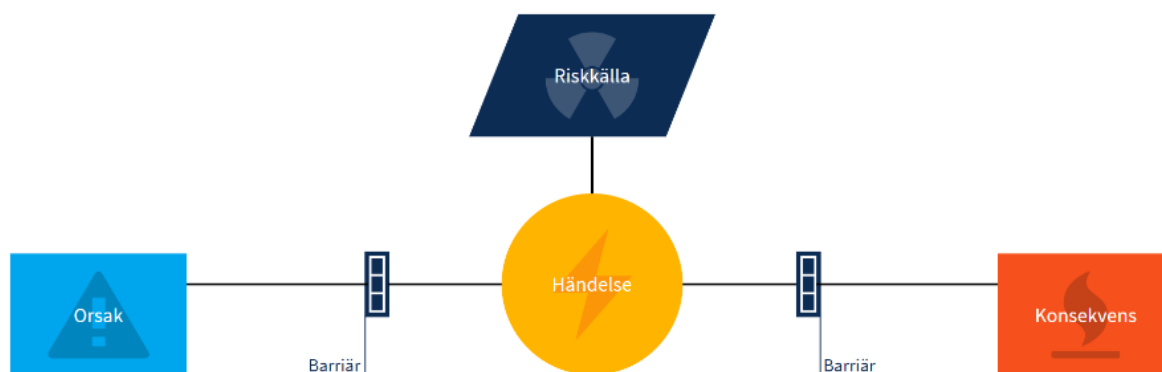 Riskkälla
Händelse
Orsak
Konsekvens
Barriär
Barriär